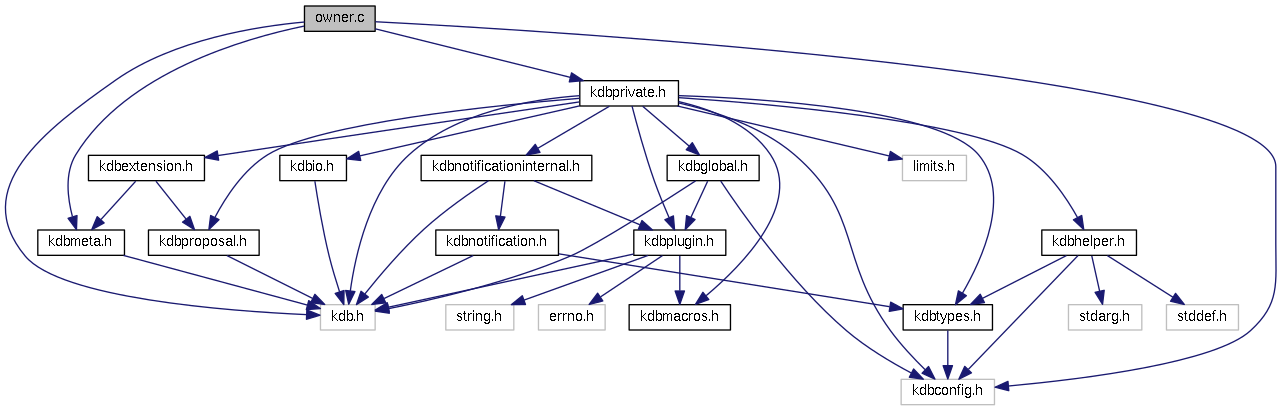 owner.c
kdbprivate.h
kdbextension.h
kdbio.h
kdbnotificationinternal.h
kdbglobal.h
limits.h
kdbmeta.h
kdbproposal.h
kdbnotification.h
kdbplugin.h
kdbhelper.h
kdb.h
string.h
errno.h
kdbmacros.h
kdbtypes.h
stdarg.h
stddef.h
kdbconfig.h